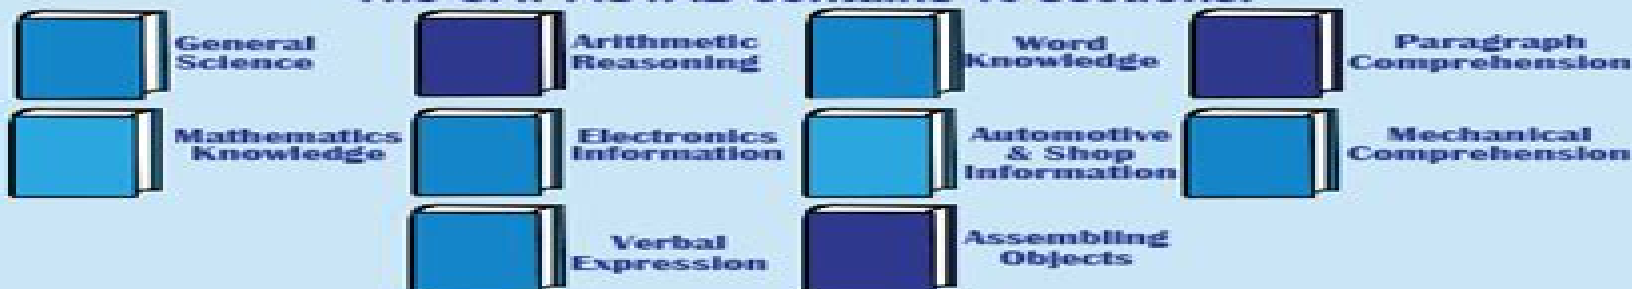 General
Science
Arithmetic
Reasoning
Word
Knowledge
Paragraph
Comprehension
Mathematics
Knowledge
Electronics
Information
Automotive
& Shop
Information
Mechanical
Comprehension
Verbal
Expression
Assembling
Objects